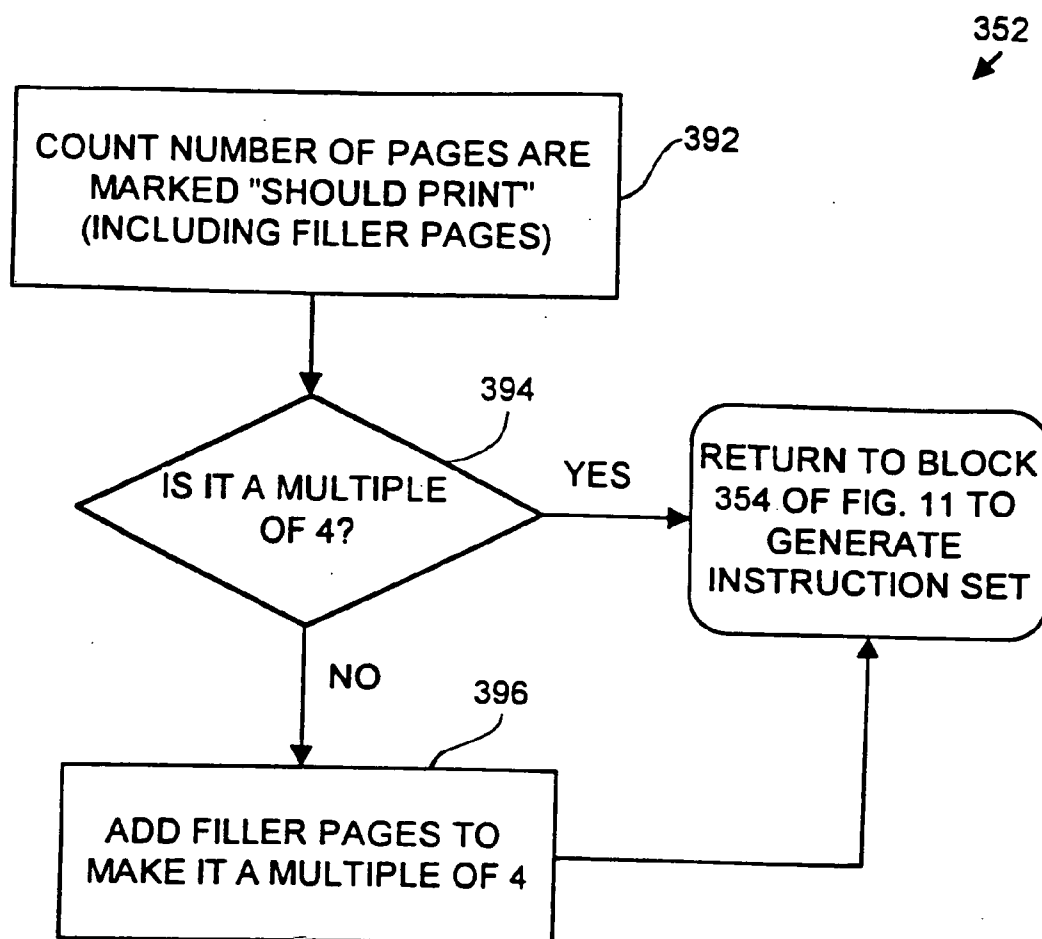 352
COUNT NUMBER OF PAGES ARE
MARKED "SHOULD PRINT"
(INCLUDING FILLER PAGES)
392
394
IS IT A MULTIPLE
OF 4?
YES
RETURN TO BLOCK
354 OF FIG. 11 TO
GENERATE
INSTRUCTION SET
NO
396
ADD FILLER PAGES TO
MAKE IT A MULTIPLE OF 4